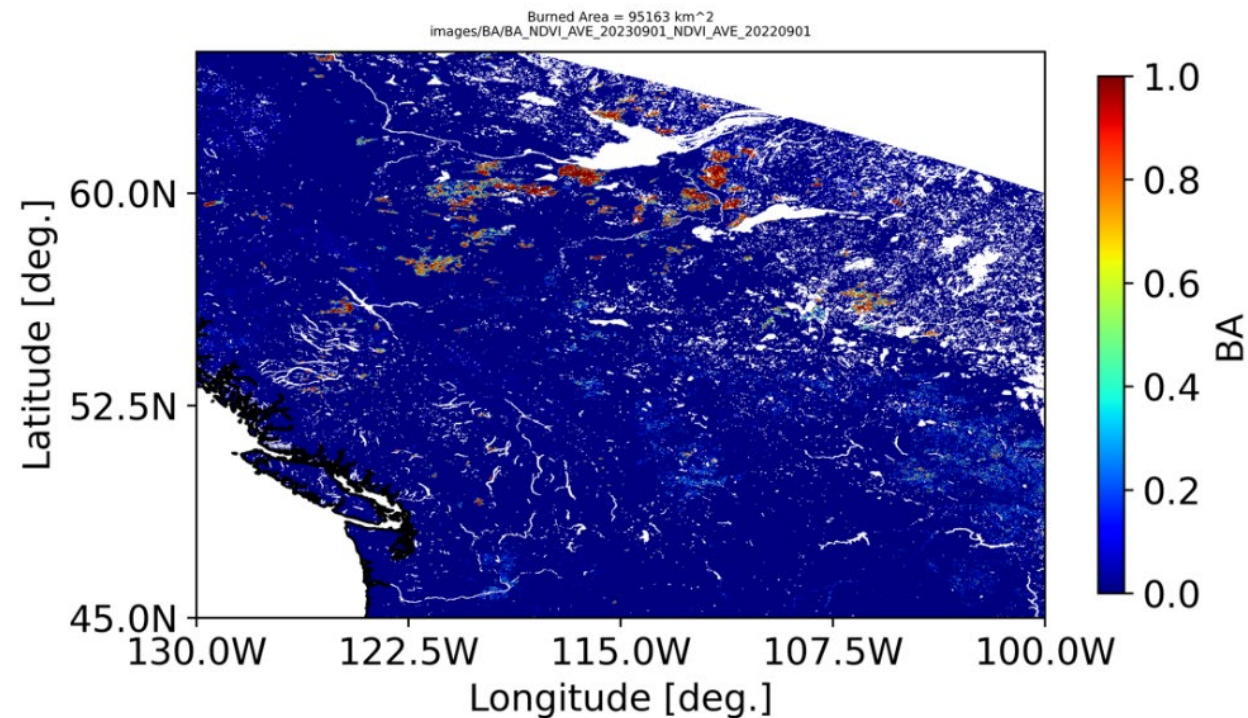 Burned Area = 95163 km^2
images/BA/BA_NDVI_AVE_20230901_NDVI_AVE_20220901
1.0
0.8
0.6
0.4
0.2
0.0
BA
60.0N
52.5N
45.0N
Latitude [deg.]
130.0W 122.5W 115.0W 107.5W 100.0W
Longitude [deg.]